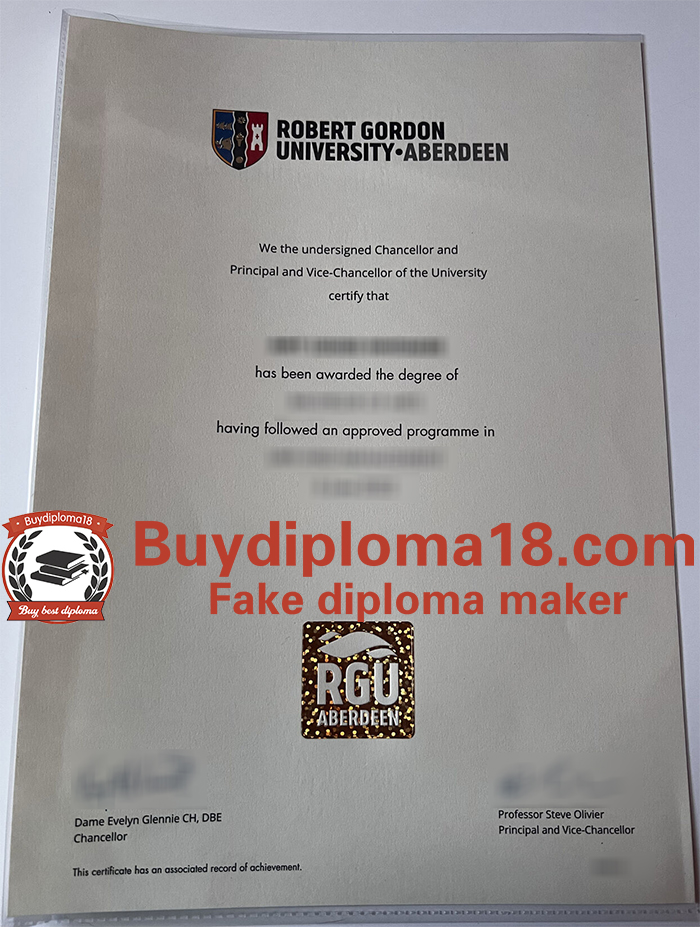 ROBERT GORDON
UNIVERSITY•ABERDEEN
We the undersigned Chancellor and
Principal and Vice-Chancellor of the University
certify that
has been awarded the degree of
having followed an approved programme in
· Buydiploma18 ·
Buy best diploma
Buydiploma18.com
Fake diploma maker
RGU
ABERDEEN
Dame Evelyn Glennie CH, DBE
Chancellor
Professor Steve Olivier
Principal and Vice-Chancellor
This certificate has an associated record of achievement.